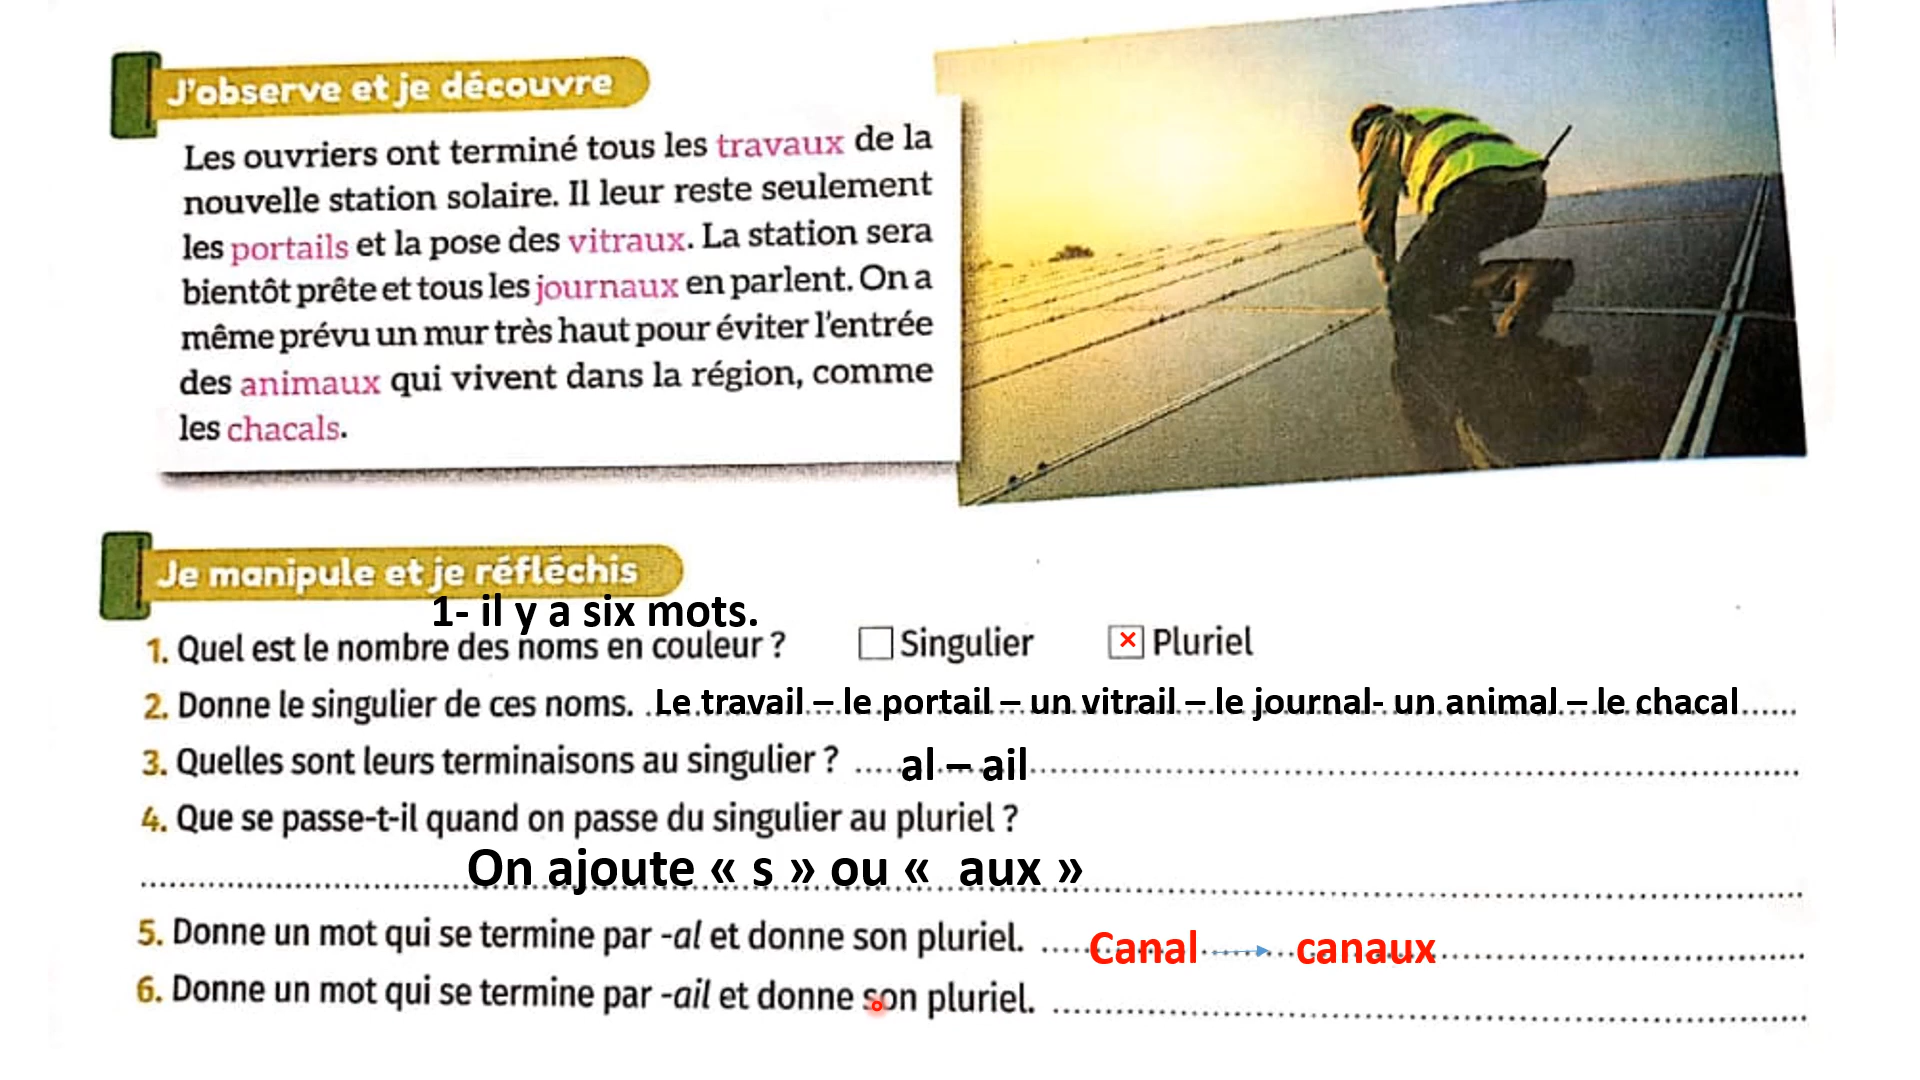 J'observe et je découvre
Les ouvriers ont terminé tous les travaux de la
nouvelle station solaire. Il leur reste seulement
les portails et la pose des vitraux. La station sera
bientôt prête et tous les journaux en parlent. On a
même prévu un mur très haut pour éviter l'entrée
des animaux qui vivent dans la région, comme
les chacals.
Je manipule et je réfléchis
1- il y a six mots.
1. Quel est le nombre des noms en couleur ? Singulier × Pluriel
2. Donne le singulier de ces noms. Le travail – le portail – un vitrail – le journal- un animal – le chacal
3. Quelles sont leurs terminaisons au singulier ? al – ail
4. Que se passe-t-il quand on passe du singulier au pluriel ?
On ajoute « s » ou « aux »
5. Donne un mot qui se termine par -al et donne son pluriel. Canal → canaux
6. Donne un mot qui se termine par -ail et donne son pluriel.